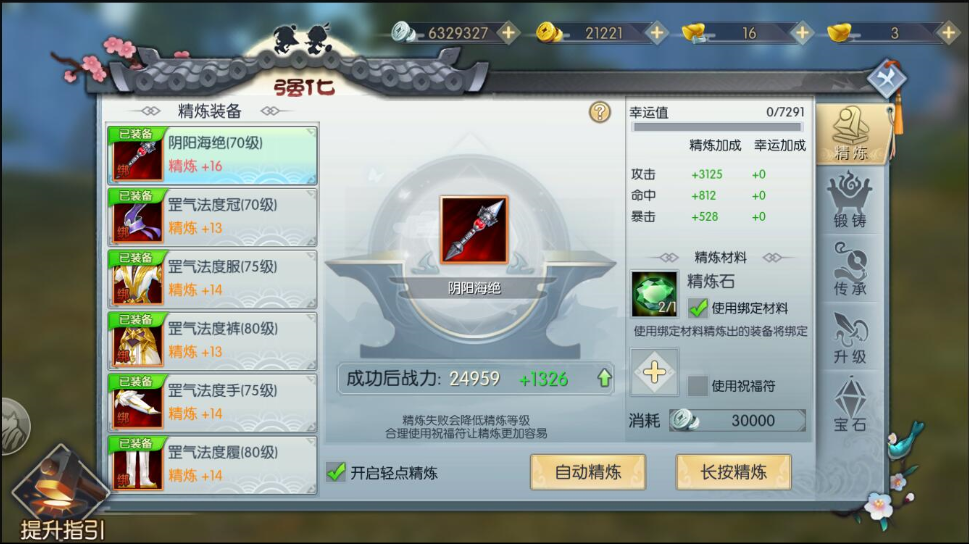 6329327
21221
16
3
强化
精炼装备
已装备
阴阳海绝(70级)
精炼 +16
绑
已装备
罡气法度冠(70级)
精炼 +13
绑
已装备
罡气法度服(75级)
精炼 +14
绑
已装备
罡气法度裤(80级)
精炼 +13
绑
已装备
罡气法度手(75级)
精炼 +14
绑
已装备
罡气法度履(80级)
精炼 +14
绑
提升指引
?
阴阳海绝
成功后战力: 24959 +1326
精炼失败会降低精炼等级
合理使用祝福符让精炼更加容易
开启轻点精炼
自动精炼
长按精炼
幸运值 0/7291
精炼加成 幸运加成
攻击 +3125 +0
命中 +812 +0
暴击 +528 +0
精炼材料
精炼石
2/1
使用绑定材料
使用绑定材料精炼出的装备将绑定
使用祝福符
消耗 30000
精炼
锻铸
传承
升级
宝石